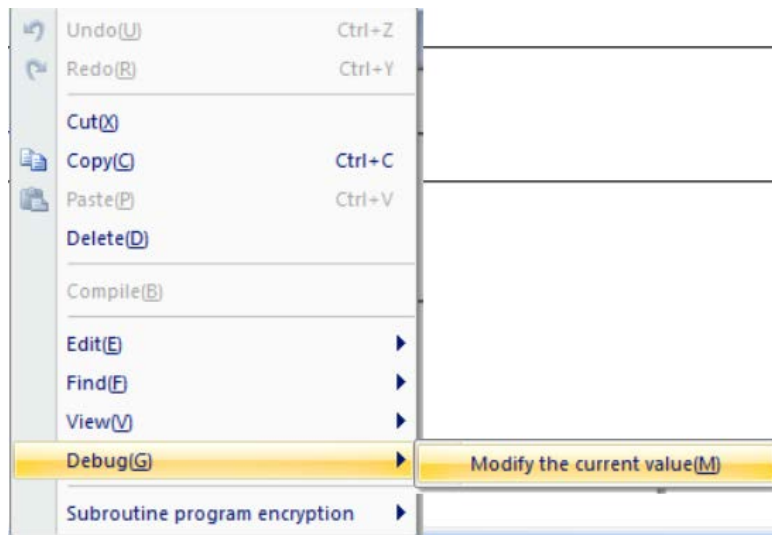 Undo(U) Ctrl+Z
Redo(R) Ctrl+Y
Cut(X)
Copy(C) Ctrl+C
Paste(P) Ctrl+V
Delete(D)
Compile(B)
Edit(E)
Find(F)
View(V)
Debug(G) Modify the current value(M)
Subroutine program encryption